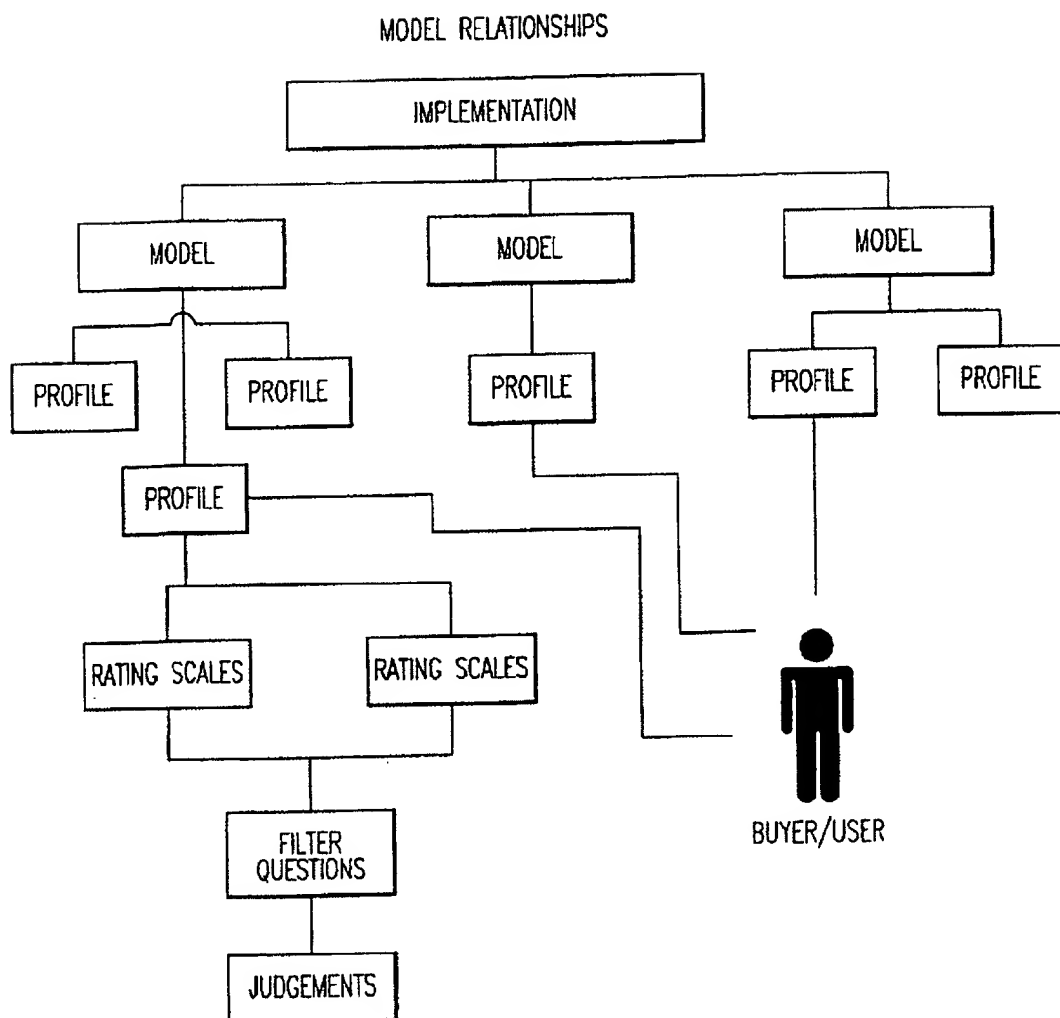 MODEL RELATIONSHIPS
IMPLEMENTATION
MODEL
MODEL
MODEL
PROFILE
PROFILE
PROFILE
PROFILE
PROFILE
PROFILE
RATING SCALES
RATING SCALES
FILTER
QUESTIONS
BUYER/USER
JUDGEMENTS